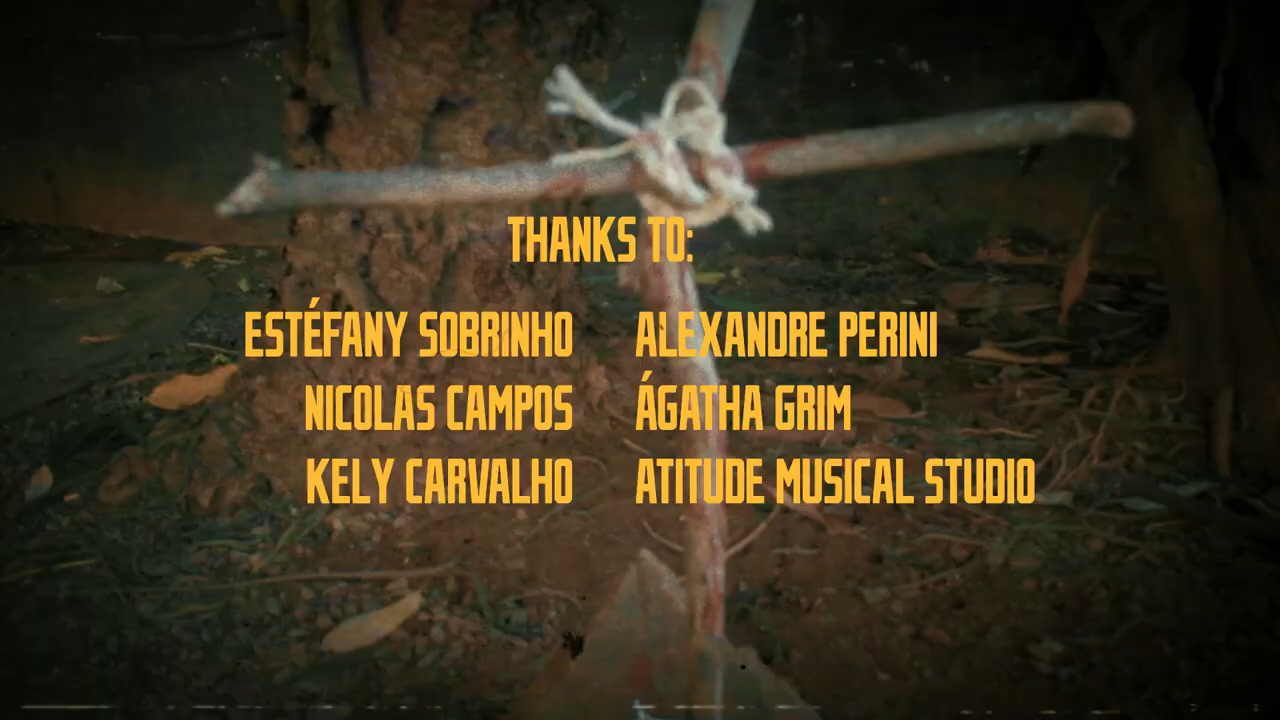 THANKS TO:
ESTÉFANY SOBRINHO ALEXANDRE PERINI
NICOLAS CAMPOS ÁGATHA GRIM
KELY CARVALHO ATITUDE MUSICAL STUDIO